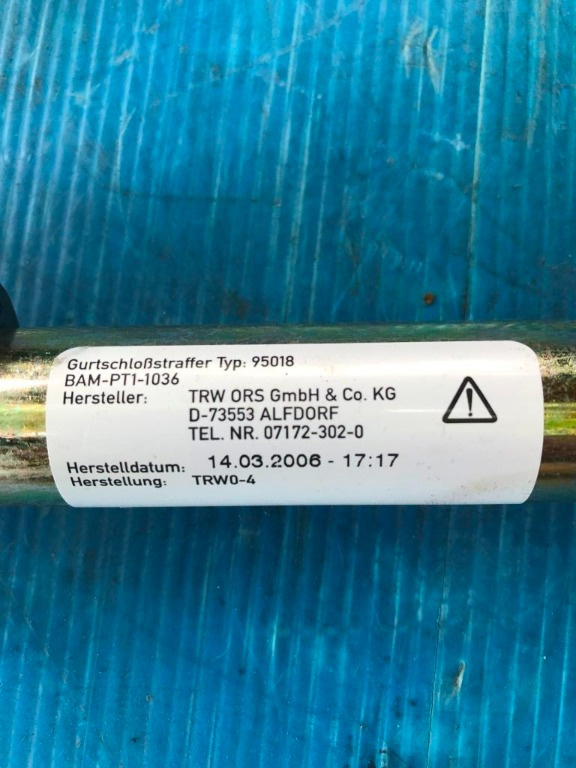 Gurtschloßstraffer Typ: 95018
BAM-PT1-1036
Hersteller: TRW ORS GmbH & Co. KG
D-73553 ALFDORF
TEL. NR. 07172-302-0
Herstelldatum: 14.03.2006 - 17:17
Herstellung: TRW0-4